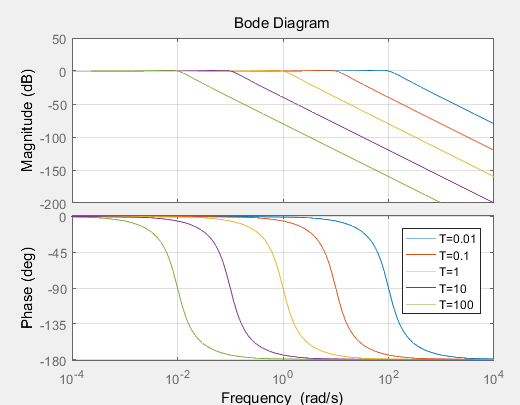 Bode Diagram
Magnitude (dB)
50
0
-50
-100
-150
-200
Phase (deg)
0
-45
-90
-135
-180
T=0.01
T=0.1
T=1
T=10
T=100
10^-4 10^-2 10^0 10^2 10^4
Frequency (rad/s)